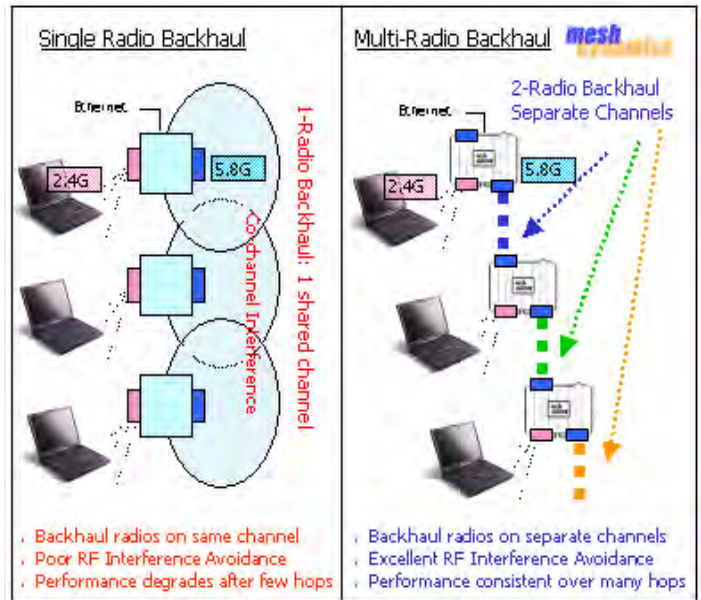 Single Radio Backhaul
Ethernet
2.4G
5.8G
1-Radio Backhaul: 1 shared channel
Co-channel Interference
Backhaul radios on same channel
Poor RF Interference Avoidance
Performance degrades after few hops
Multi-Radio Backhaul
mesh
dynamics
2-Radio Backhaul
Separate Channels
Ethernet
2.4G
5.8G
Backhaul radios on separate channels
Excellent RF Interference Avoidance
Performance consistent over many hops